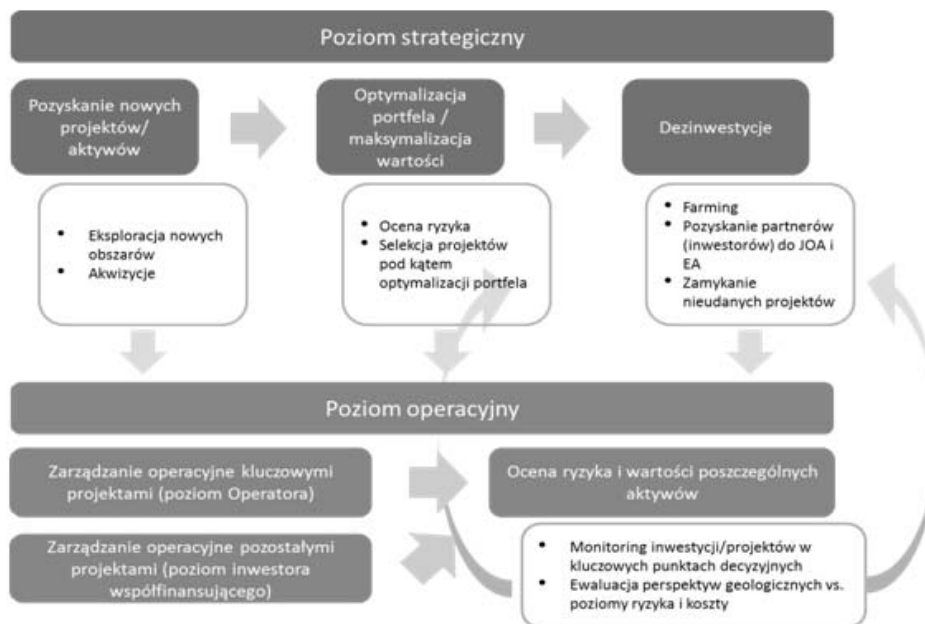 Poziom strategiczny
Pozyskanie nowych
projektów/
aktywów
Optymalizacja
portfela /
maksymalizacja
wartości
Dezinwestycje
• Eksploracja nowych
obszarów
• Akwizycje
• Ocena ryzyka
• Selekcja projektów
pod kątem
optymalizacji portfela
• Farming
• Pozyskanie partnerów
(inwestorów) do JOA i
EA
• Zamykanie
nieudanych projektów
Poziom operacyjny
Zarządzanie operacyjne kluczowymi
projektami (poziom Operatora)
Ocena ryzyka i wartości poszczególnych
aktywów
Zarządzanie operacyjne pozostałymi
projektami (poziom inwestora
współfinansującego)
• Monitoring inwestycji/projektów w
kluczowych punktach decyzyjnych
• Ewaluacja perspektyw geologicznych vs.
poziomy ryzyka i koszty